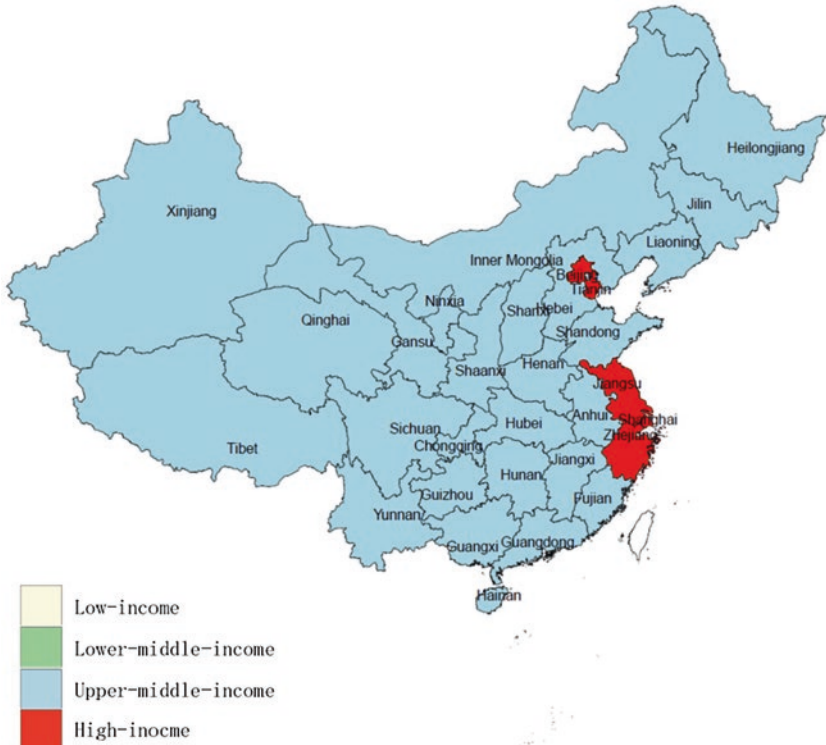 Heilongjiang
Jilin
Xinjiang
Liaoning
Inner Mongolia
Beijing
Tianxin
Ninxia
Shanxi
Hebei
Qinghai
Shandong
Gansu
Henan
Shaanxi
Jiangsu
Anhui
Shanghai
Hubei
Sichuan
Zhejiang
Chongqing
Tibet
Jiangxi
Hunan
Guizhou
Fujian
Yunnan
Guangdong
Guangxi
Hainan
Low-income
Lower-middle-income
Upper-middle-income
High-inocme